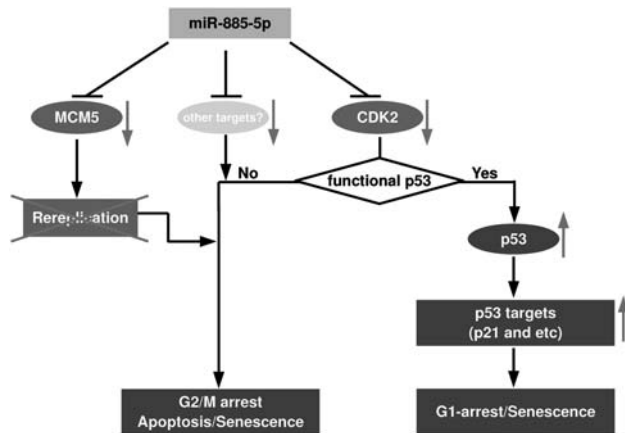 miR-885-5p
MCM5
other targets?
CDK2
No
functional p53
Yes
Rereplication
p53
p53 targets
(p21 and etc)
G2/M arrest
Apoptosis/Senescence
G1-arrest/Senescence